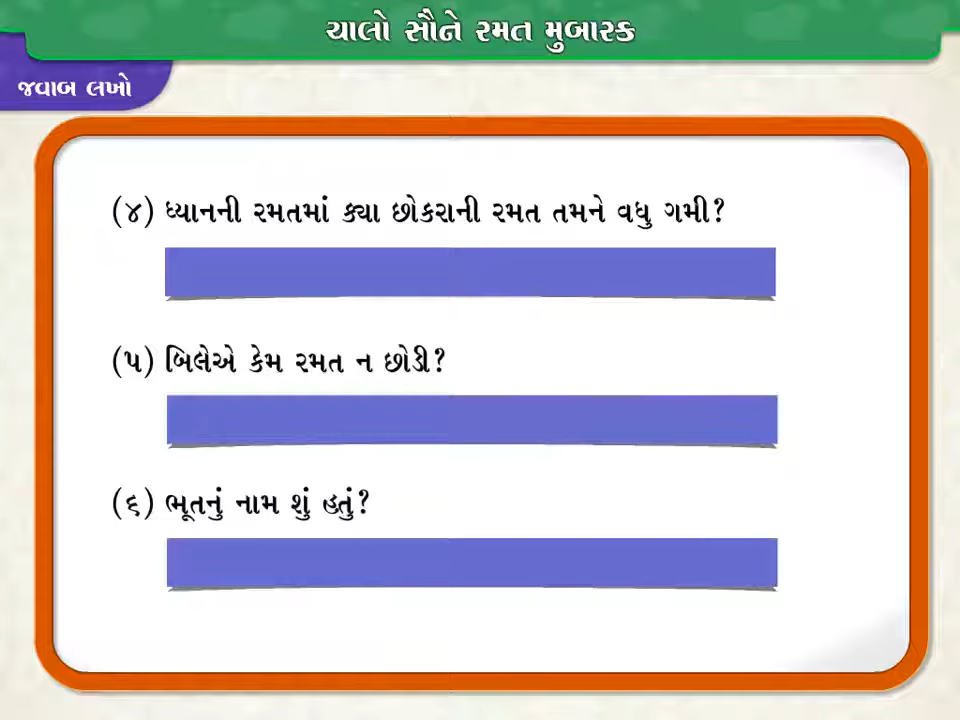 ચાલો સૌને રમત મુબારક
જવાબ લખો
(૪) ધ્યાનની રમતમાં ક્યા છોકરાની રમત તમને વધુ ગમી?
(૫) બિલેએ કેમ રમત ન છોડી?
(૬) ભૂતનું નામ શું હતું?